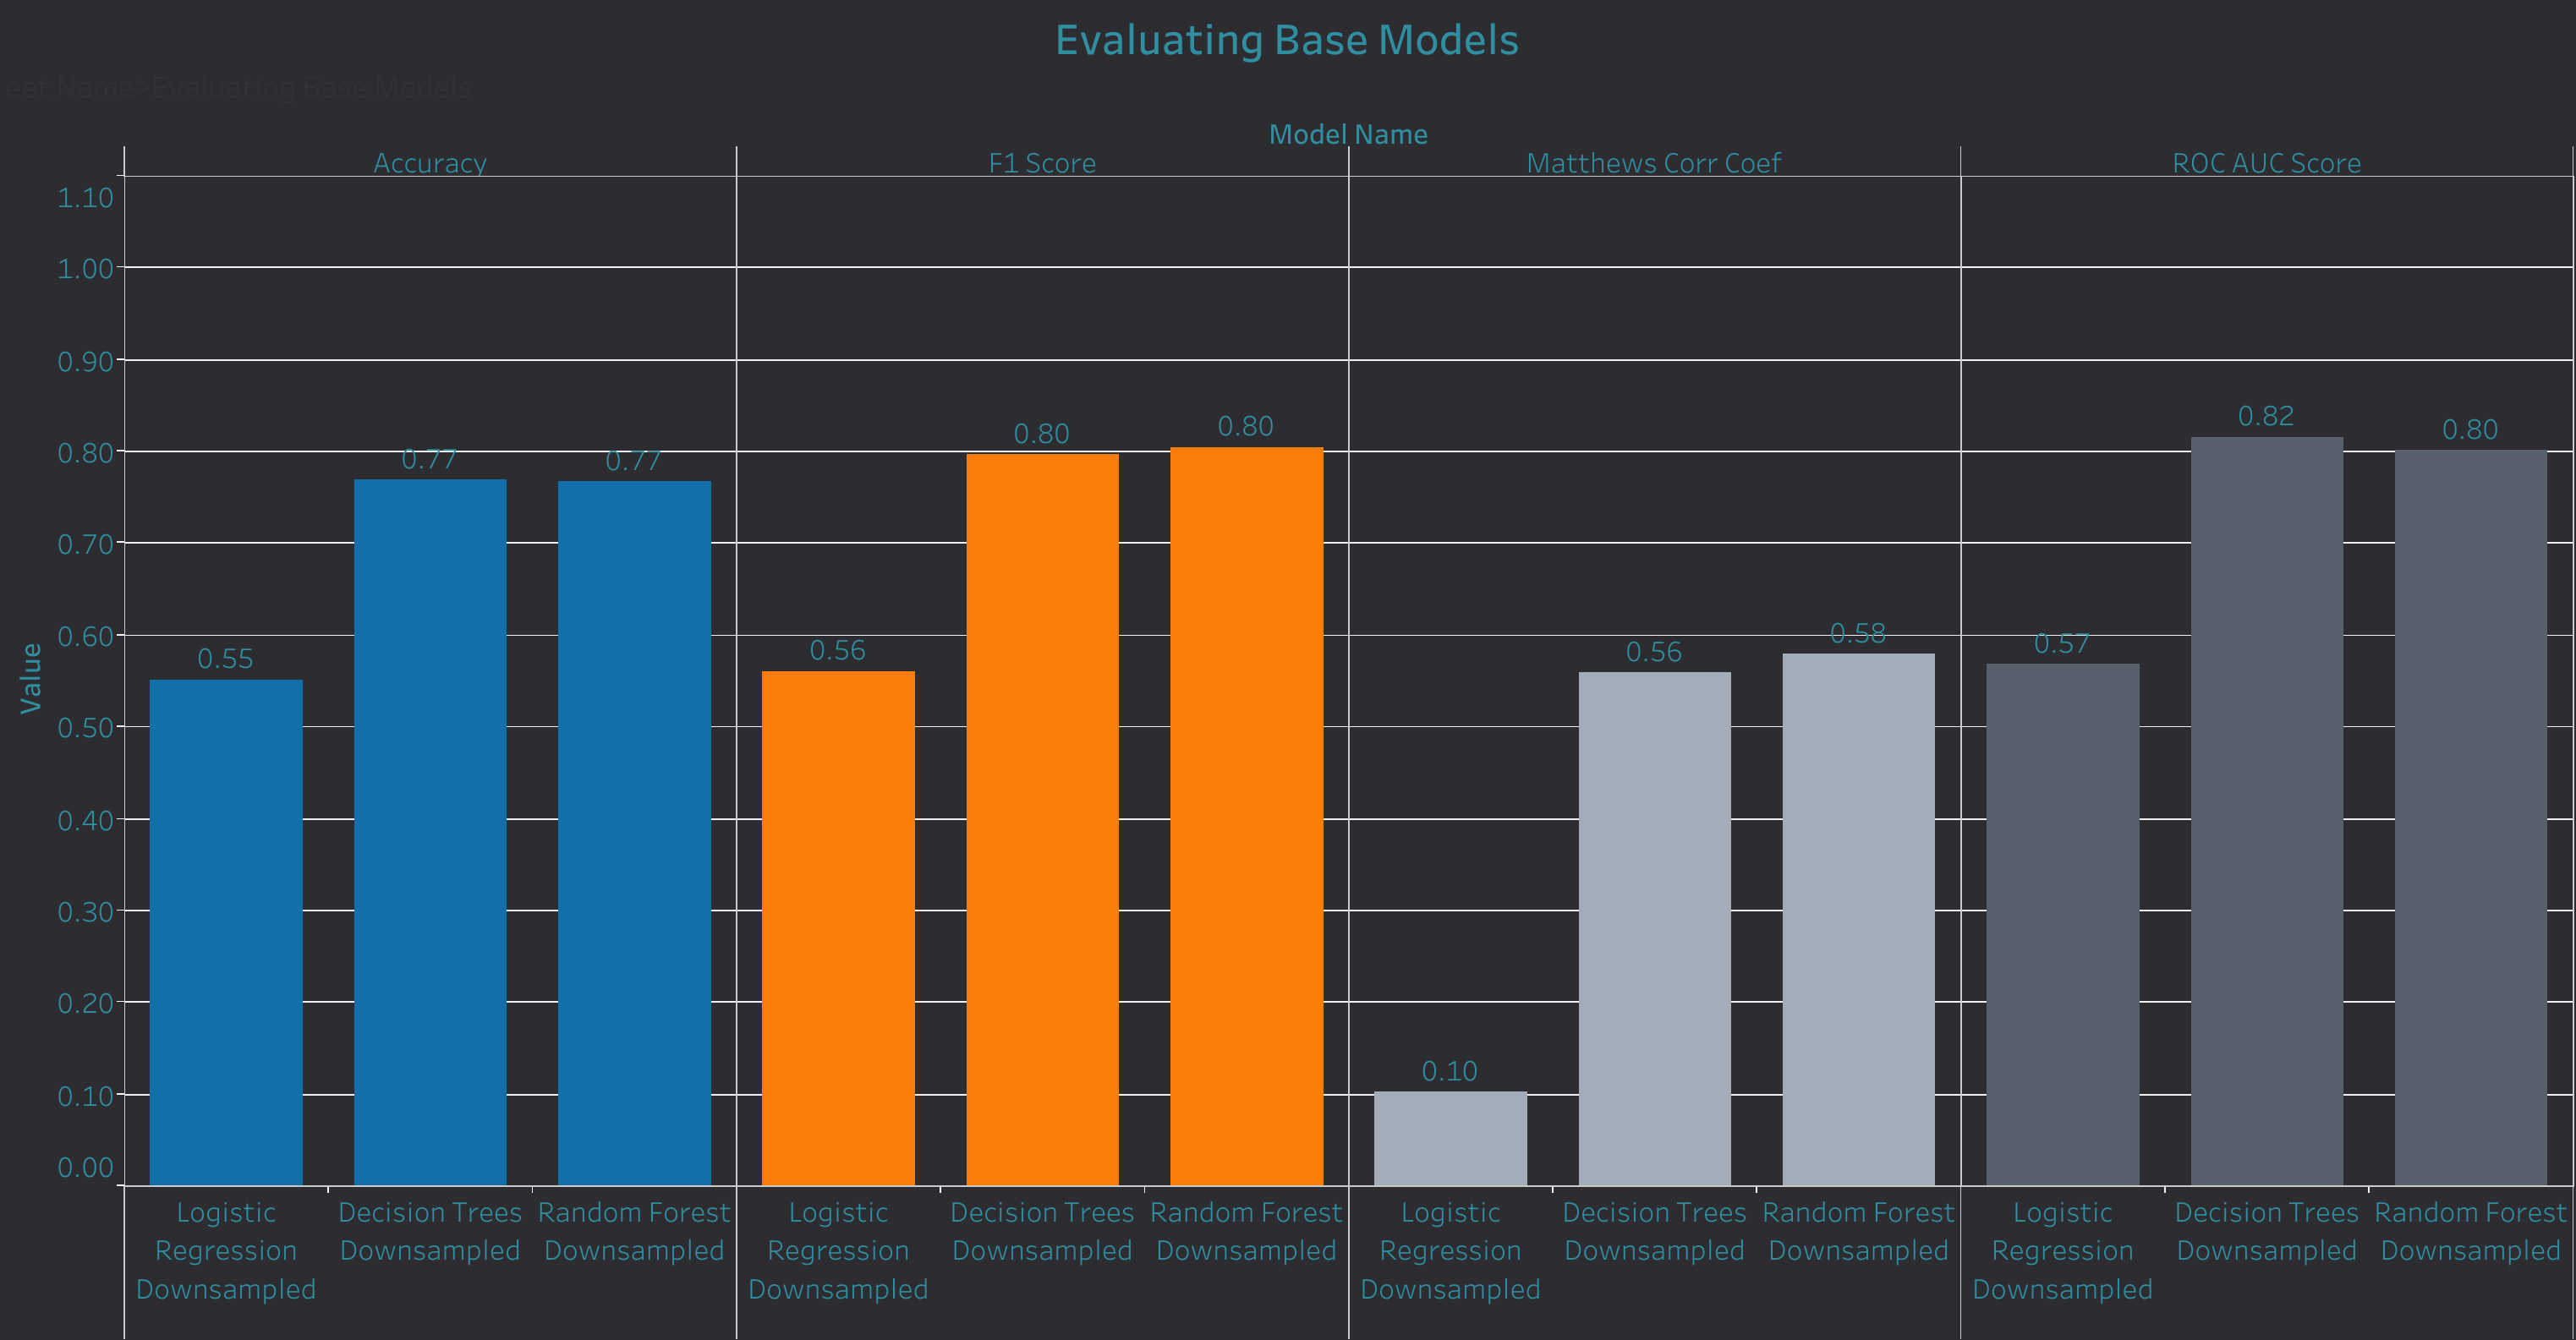 Evaluating Base Models
eet Name>Evaluating Base Models
Model Name
Accuracy
F1 Score
Matthews Corr Coef
ROC AUC Score
1.10
1.00
0.90
0.80
0.70
0.60
0.50
0.40
0.30
0.20
0.10
0.00
Value
0.55
0.77
0.77
0.56
0.80
0.80
0.10
0.56
0.58
0.57
0.82
0.80
Logistic
Regression
Downsampled
Decision Trees
Downsampled
Random Forest
Downsampled
Logistic
Regression
Downsampled
Decision Trees
Downsampled
Random Forest
Downsampled
Logistic
Regression
Downsampled
Decision Trees
Downsampled
Random Forest
Downsampled
Logistic
Regression
Downsampled
Decision Trees
Downsampled
Random Forest
Downsampled